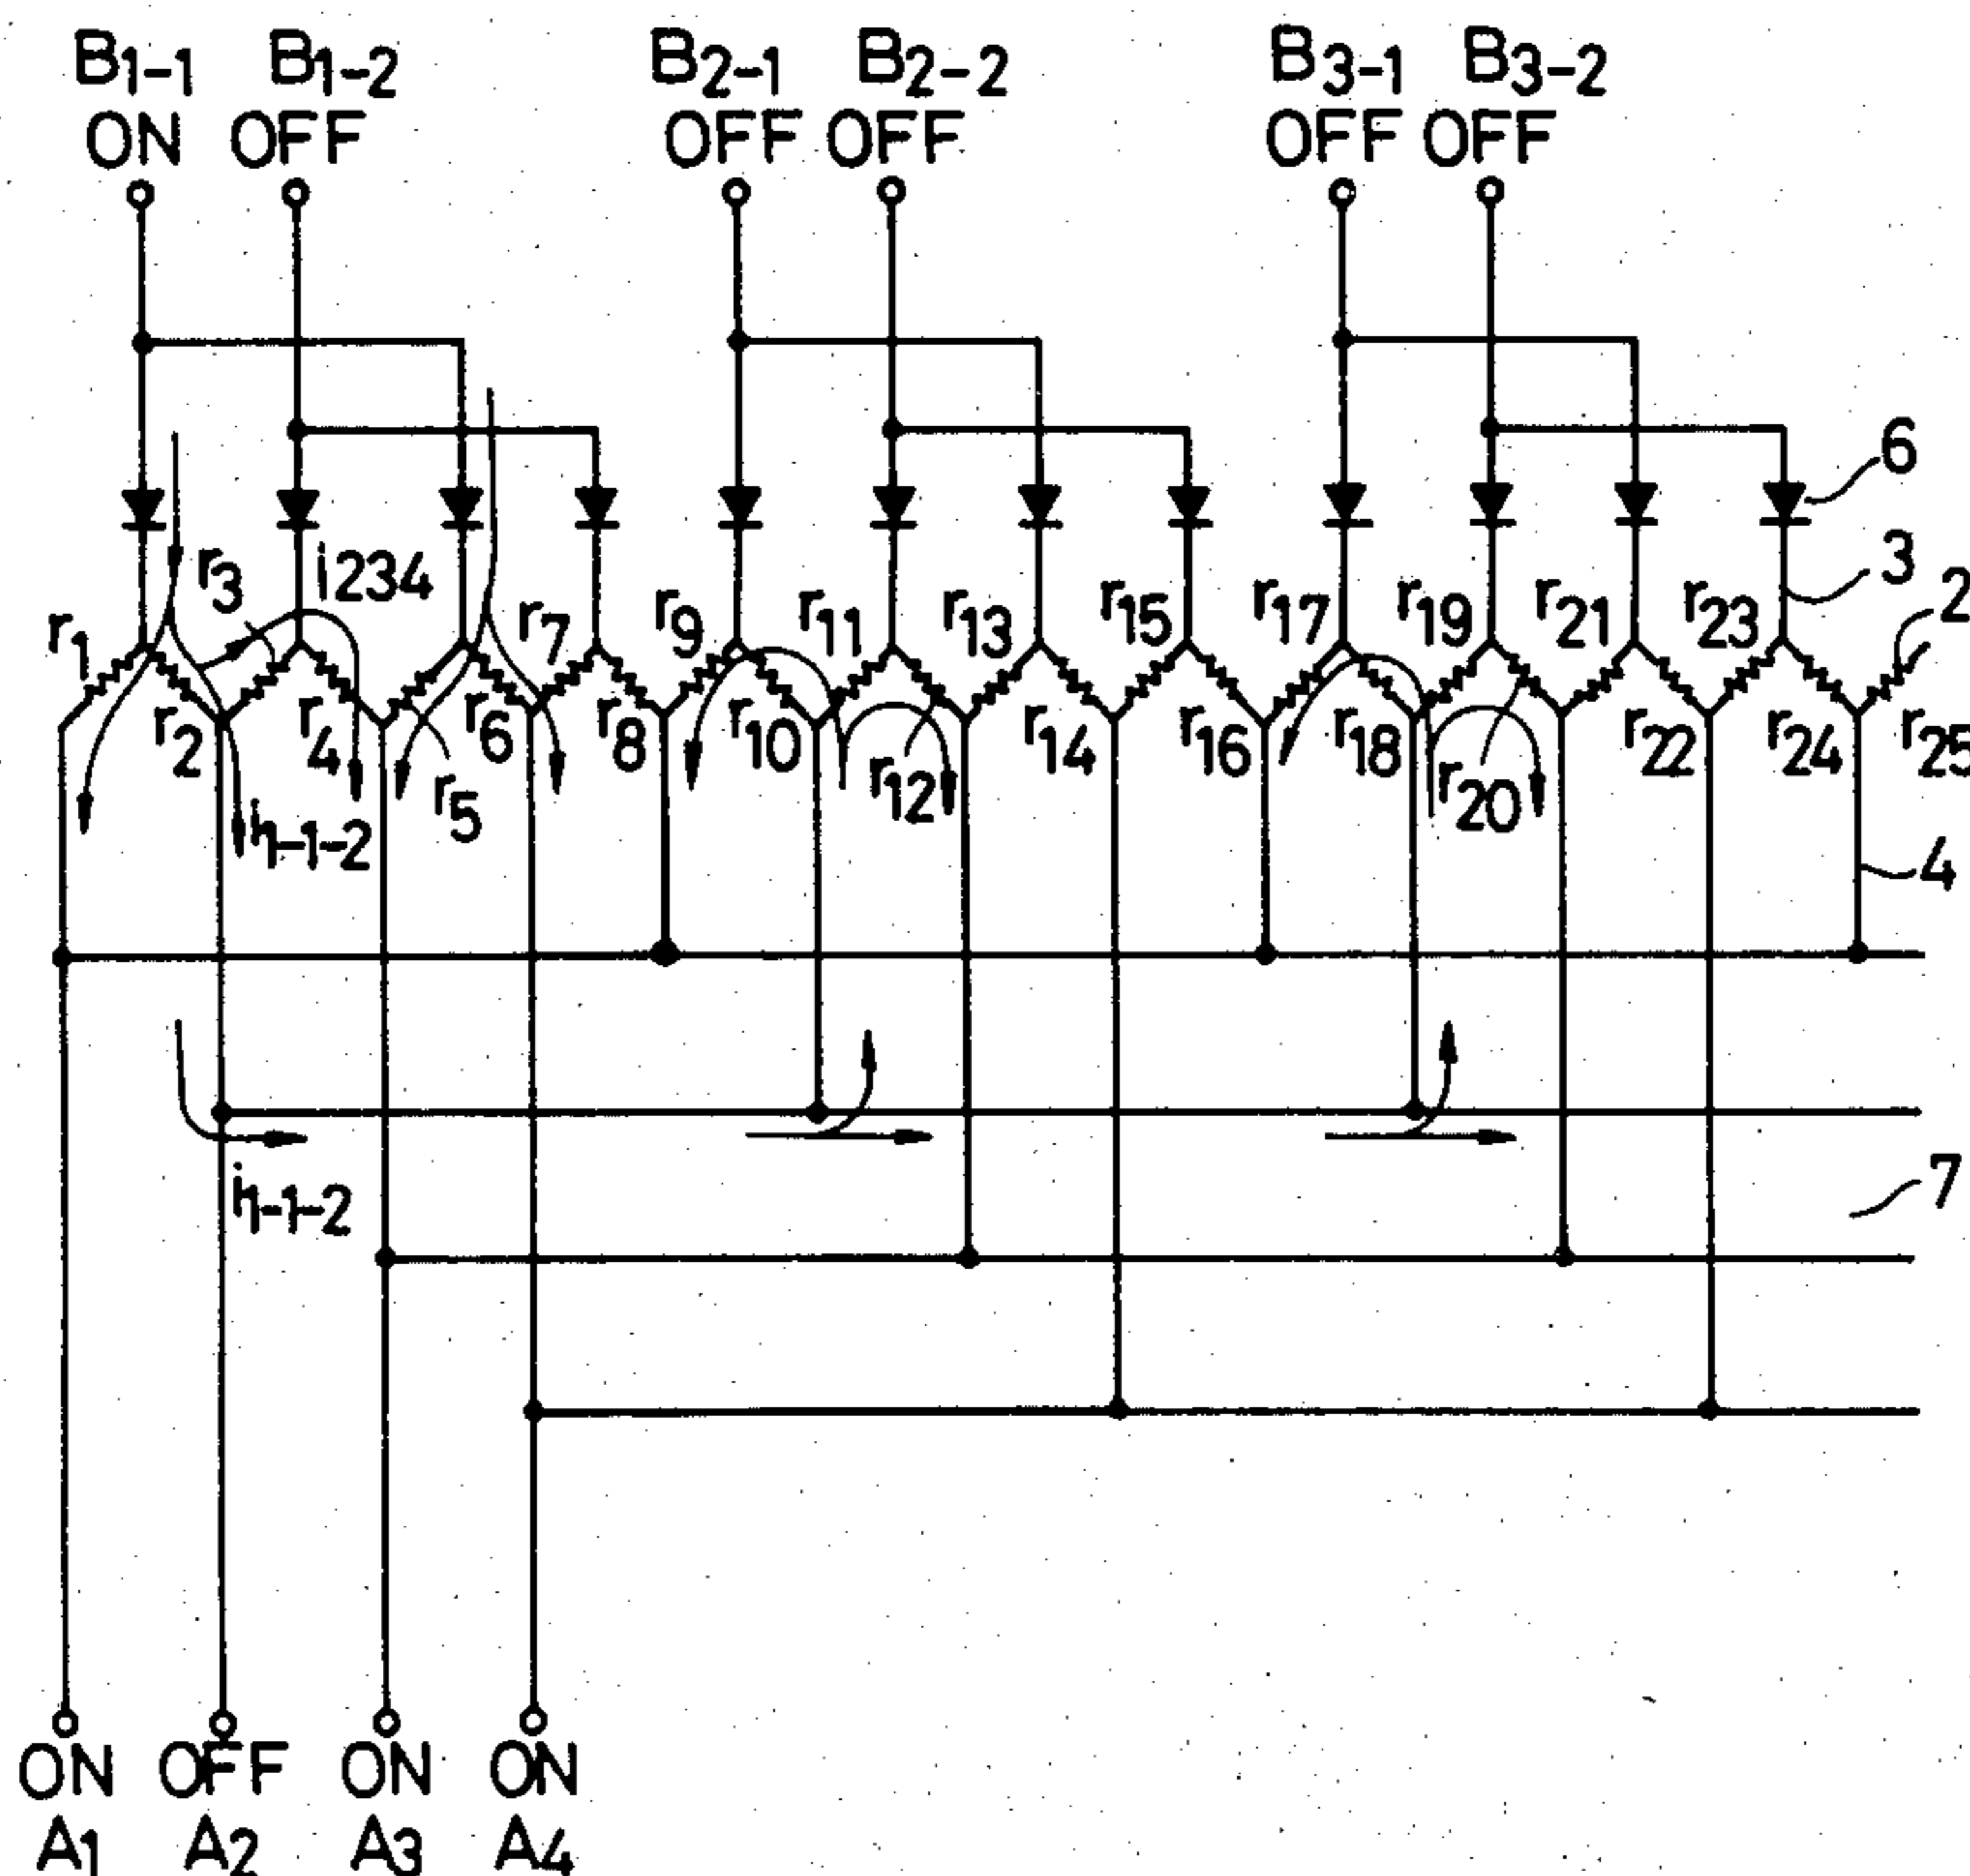 B1-1 B1-2 B2-1 B2-2 B3-1 B3-2
ON OFF OFF OFF OFF OFF
6
3
2
r1 r3 i234 r7 r9 r11 r13 r15 r17 r19 r21 r23
r2 r4 r6 r8 r10 r14 r16 r18 r22 r24 r25
r5 r12 r20
i1-1-2
4
i1-1-2
7
ON OFF ON ON
A1 A2 A3 A4